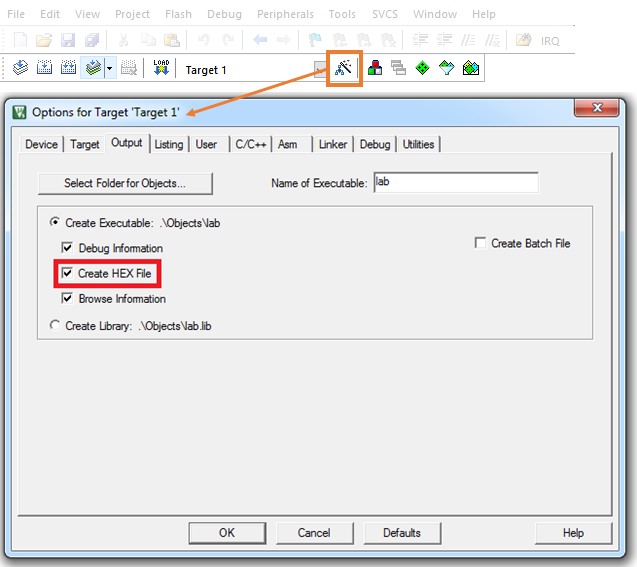 File Edit View Project Flash Debug Peripherals Tools SVCS Window Help
IRQ
LOAD Target 1
Options for Target 'Target 1'
Device Target Output Listing User C/C++ Asm Linker Debug Utilities
Select Folder for Objects... Name of Executable: lab
Create Executable: .\Objects\lab
Debug Information Create Batch File
Create HEX File
Browse Information
Create Library: .\Objects\lab.lib
OK Cancel Defaults Help